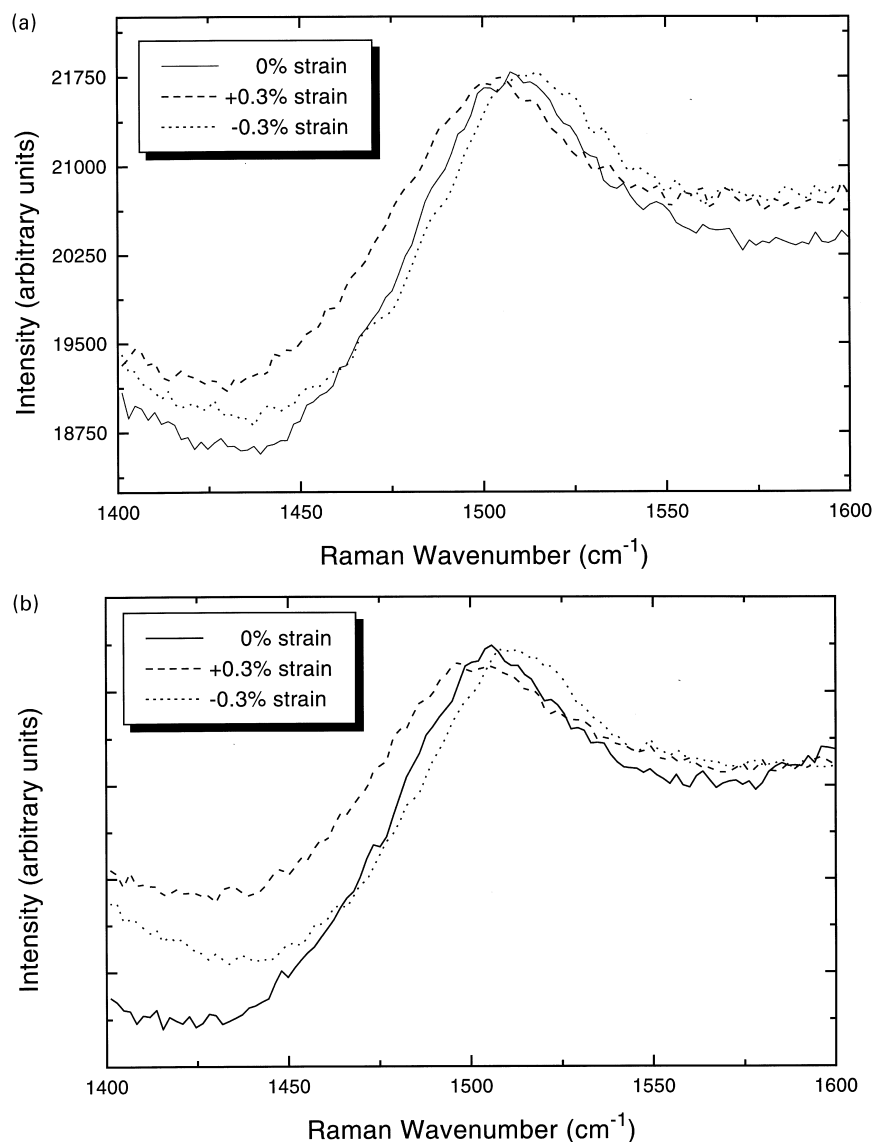 (a)
0% strain
+0.3% strain
-0.3% strain
21750
21000
20250
19500
18750
Intensity (arbitrary units)
1400
1450
1500
1550
1600
Raman Wavenumber (cm-1)
(b)
0% strain
+0.3% strain
-0.3% strain
Intensity (arbitrary units)
1400
1450
1500
1550
1600
Raman Wavenumber (cm-1)